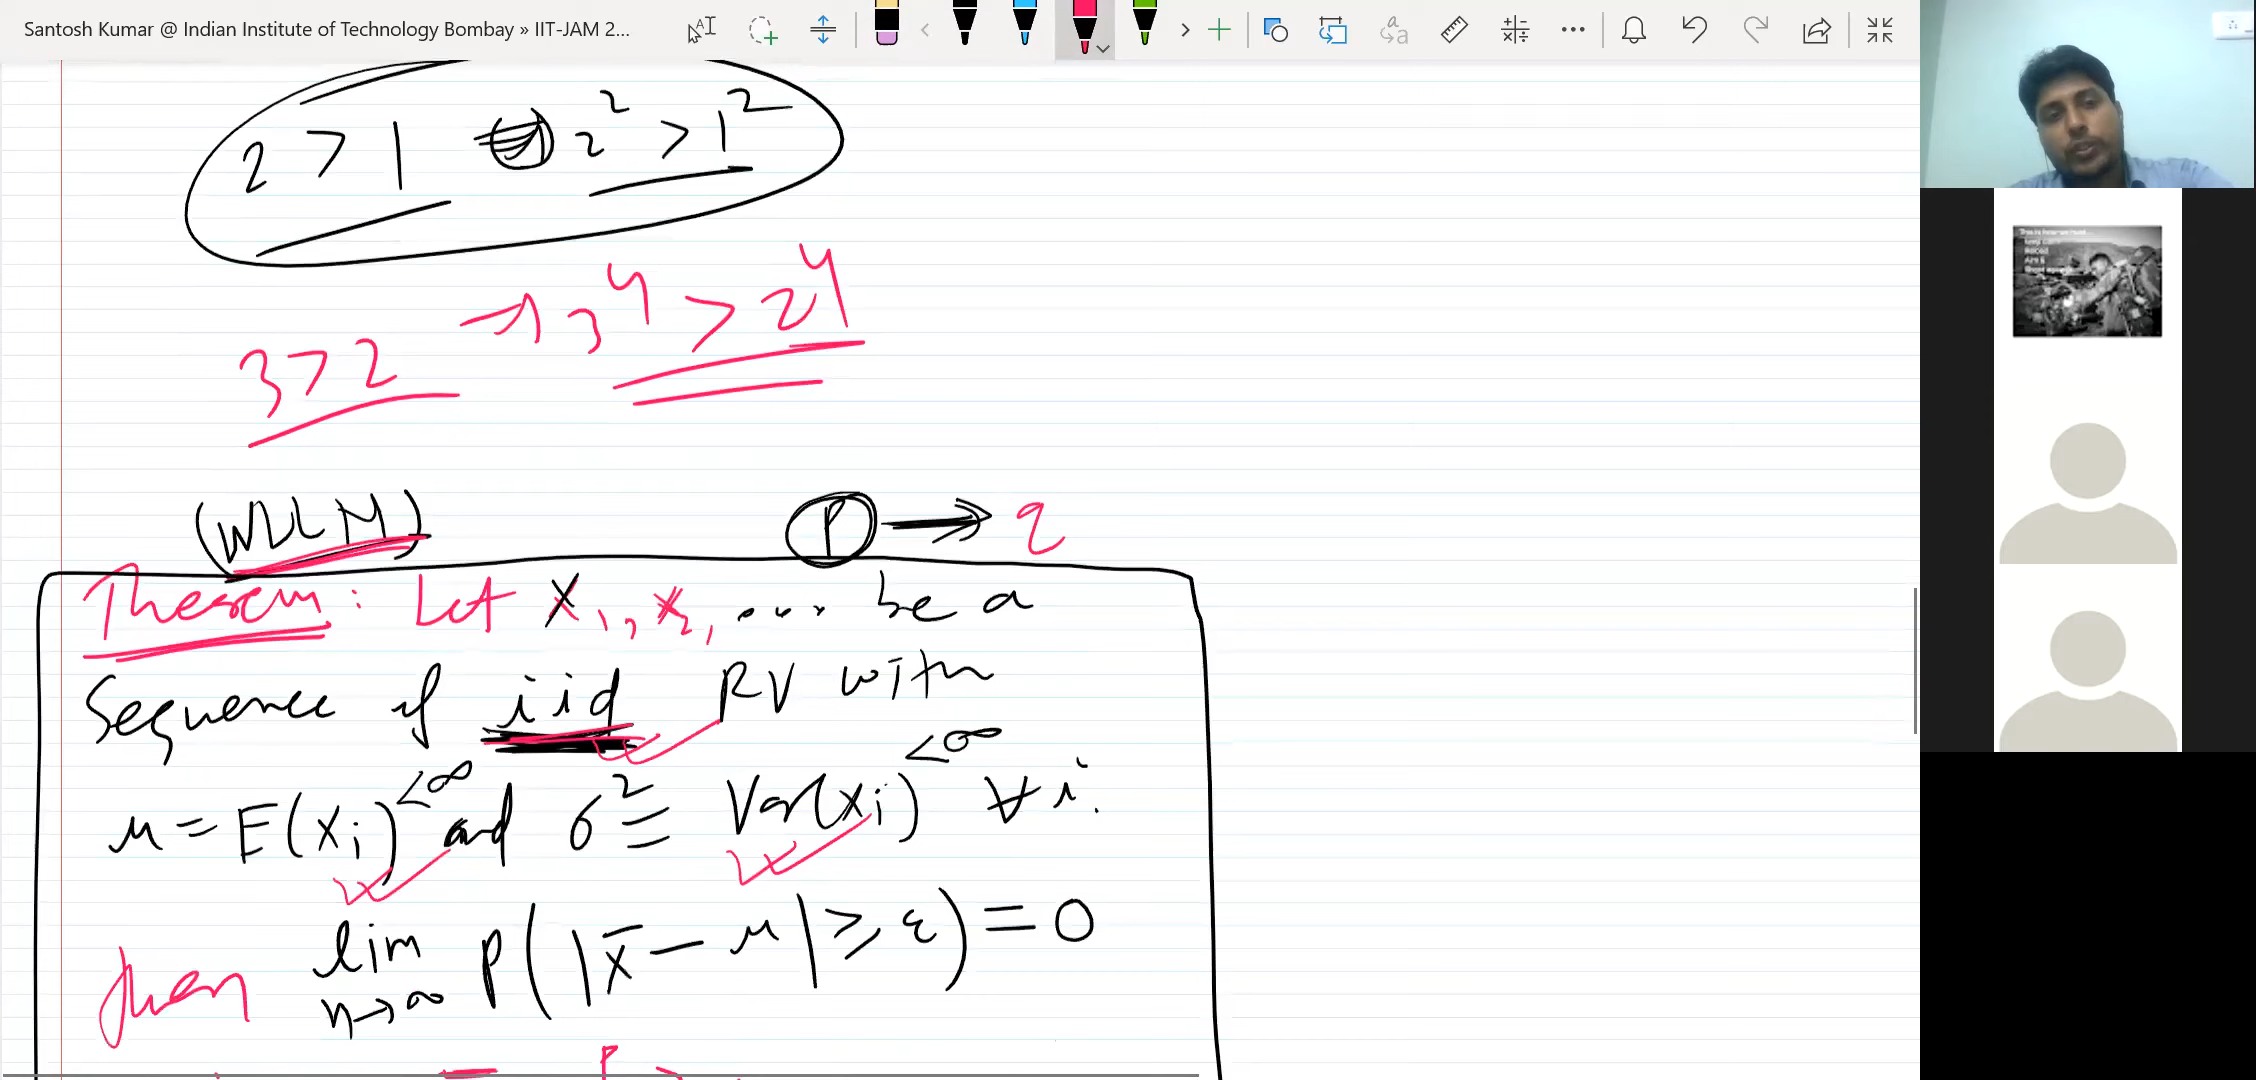 Santosh Kumar @ Indian Institute of Technology Bombay » IIT-JAM 2...
2 > 1 2² > 1²
3 > 2 → 3⁴ > 2⁴
(WLLN) P → q
Theorem: Let X₁, X₂, ... be a
Sequence of iid RV with
μ = E(Xi) < ∞ and σ² = Var(Xi) < ∞ ∀ i.
then lim n→∞ P(|X̄ − μ| ≥ ε) = 0